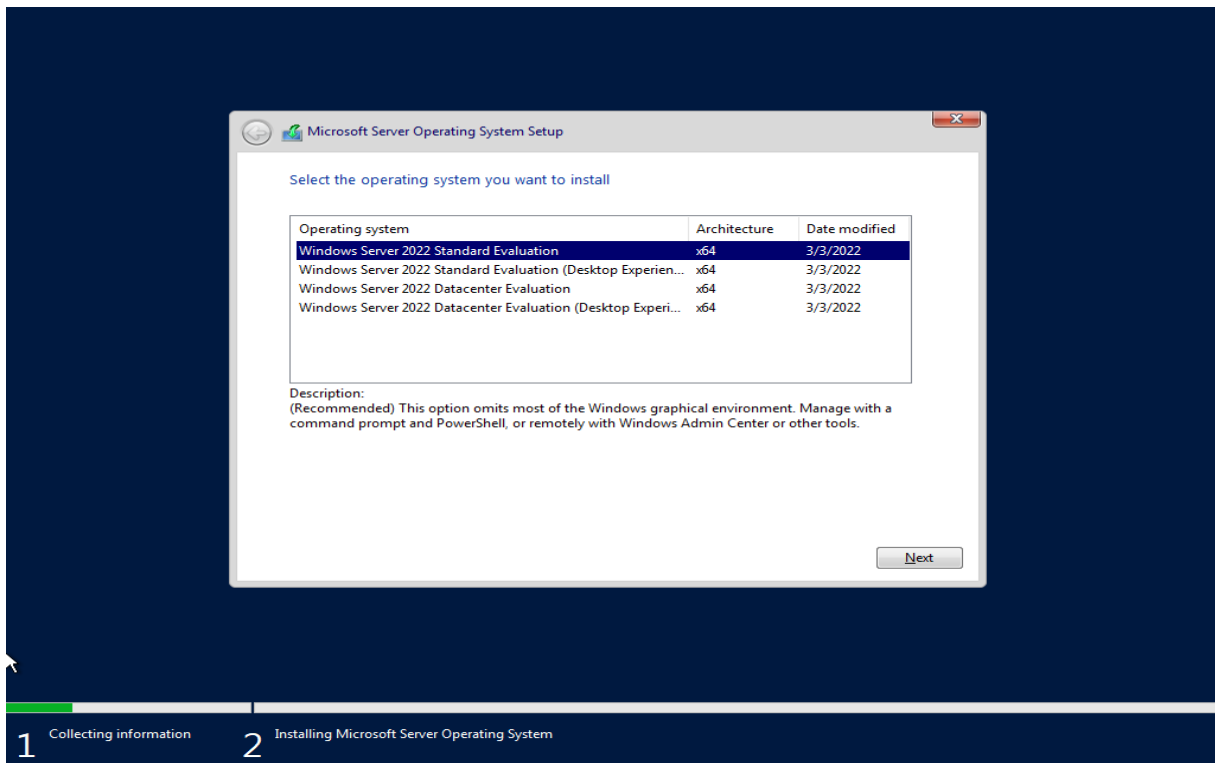 Microsoft Server Operating System Setup
Select the operating system you want to install
Operating system Architecture Date modified
Windows Server 2022 Standard Evaluation x64 3/3/2022
Windows Server 2022 Standard Evaluation (Desktop Experien... x64 3/3/2022
Windows Server 2022 Datacenter Evaluation x64 3/3/2022
Windows Server 2022 Datacenter Evaluation (Desktop Experi... x64 3/3/2022
Description:
(Recommended) This option omits most of the Windows graphical environment. Manage with a
command prompt and PowerShell, or remotely with Windows Admin Center or other tools.
Next
1 Collecting information 2 Installing Microsoft Server Operating System